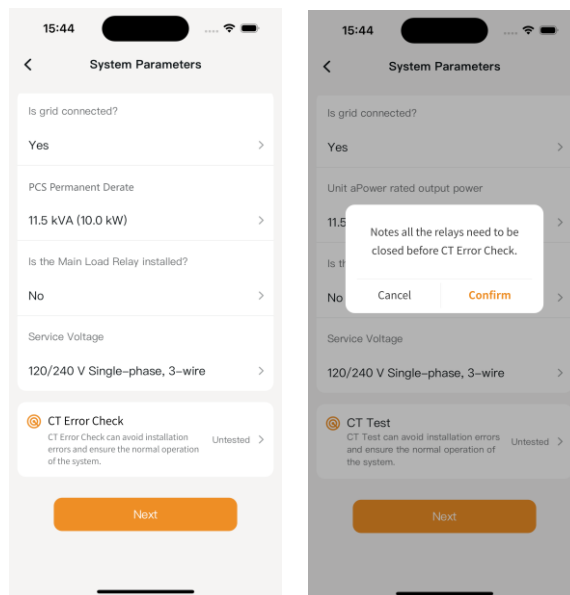 15:44
System Parameters
Is grid connected?
Yes
PCS Permanent Derate
11.5 kVA (10.0 kW)
Is the Main Load Relay installed?
No
Service Voltage
120/240 V Single-phase, 3-wire
CT Error Check
CT Error Check can avoid installation
errors and ensure the normal operation
of the system.
Untested
Next
15:44
System Parameters
Is grid connected?
Yes
Unit aPower rated output power
11.5
Notes all the relays need to be
closed before CT Error Check.
Is th
No
Cancel
Confirm
Service Voltage
120/240 V Single-phase, 3-wire
CT Test
CT Test can avoid installation errors
and ensure the normal operation of
the system.
Untested
Next